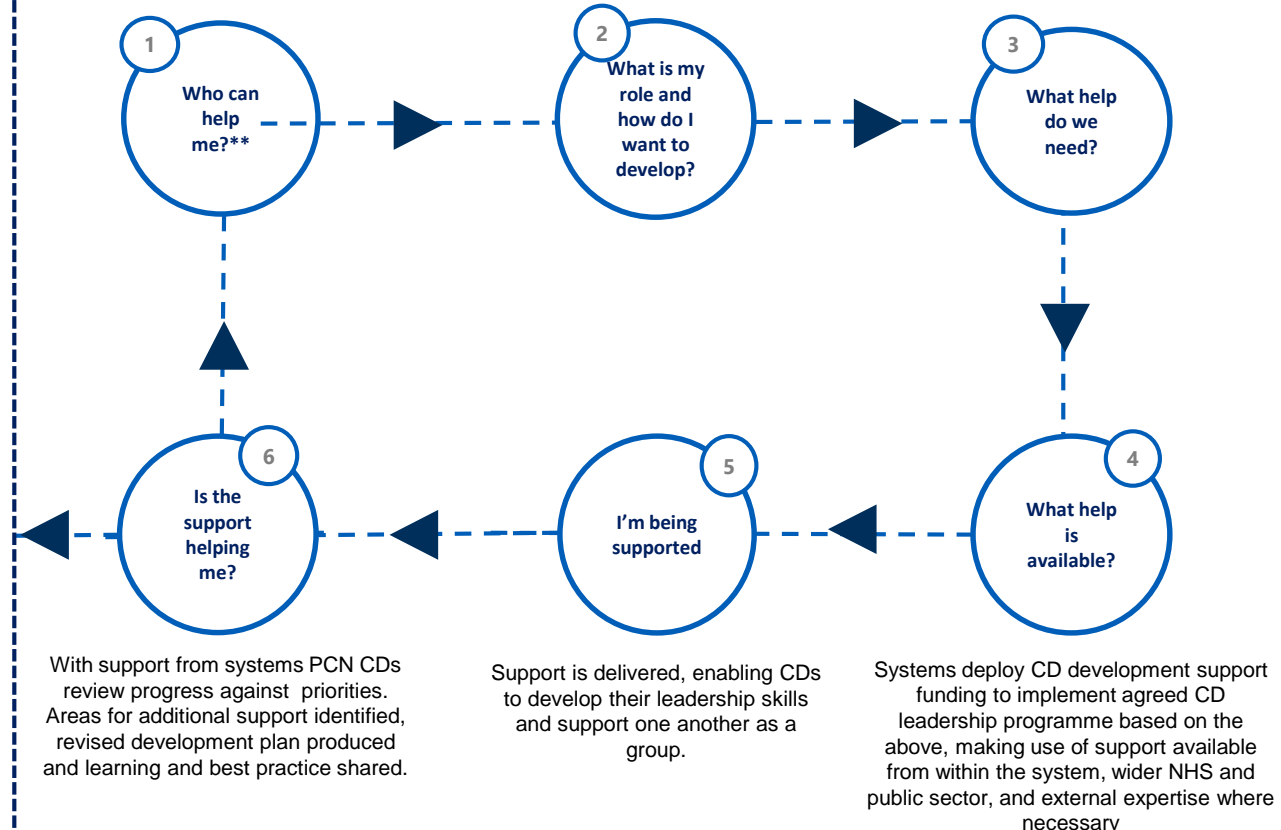 1
Who can
help
me?**
2
What is my
role and
how do I
want to
develop?
3
What help
do we
need?
4
What help
is
available?
Systems deploy CD development support
funding to implement agreed CD
leadership programme based on the
above, making use of support available
from within the system, wider NHS and
public sector, and external expertise where
necessary
5
I'm being
supported
Support is delivered, enabling CDs
to develop their leadership skills
and support one another as a
group.
6
Is the
support
helping
me?
With support from systems PCN CDs
review progress against  priorities.
Areas for additional support identified,
revised development plan produced
and learning and best practice shared.